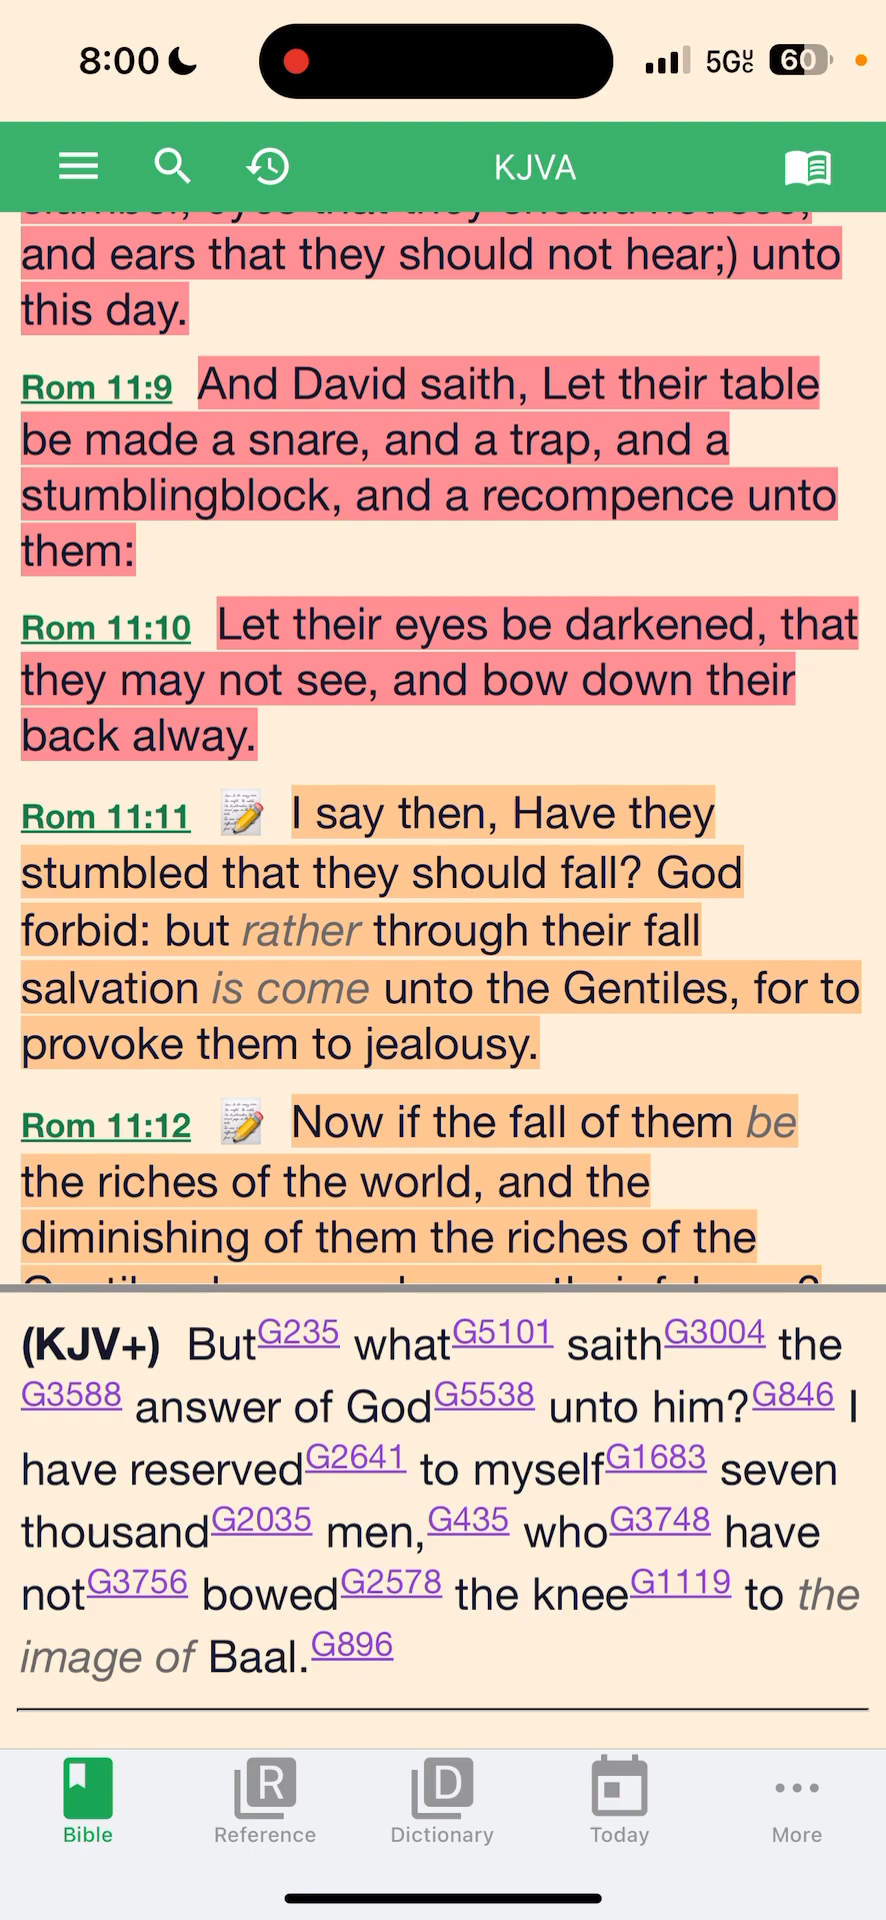 8:00
5GUC
60
KJVA
and ears that they should not hear;) unto
this day.
Rom 11:9 And David saith, Let their table
be made a snare, and a trap, and a
stumblingblock, and a recompence unto
them:
Rom 11:10 Let their eyes be darkened, that
they may not see, and bow down their
back alway.
Rom 11:11 I say then, Have they
stumbled that they should fall? God
forbid: but rather through their fall
salvation is come unto the Gentiles, for to
provoke them to jealousy.
Rom 11:12 Now if the fall of them be
the riches of the world, and the
diminishing of them the riches of the
(KJV+) ButG235 whatG5101 saithG3004 the
G3588 answer of GodG5538 unto him?G846 I
have reservedG2641 to myselfG1683 seven
thousandG2035 men,G435 whoG3748 have
notG3756 bowedG2578 the kneeG1119 to the
image of Baal.G896
R
D
Bible
Reference
Dictionary
Today
More